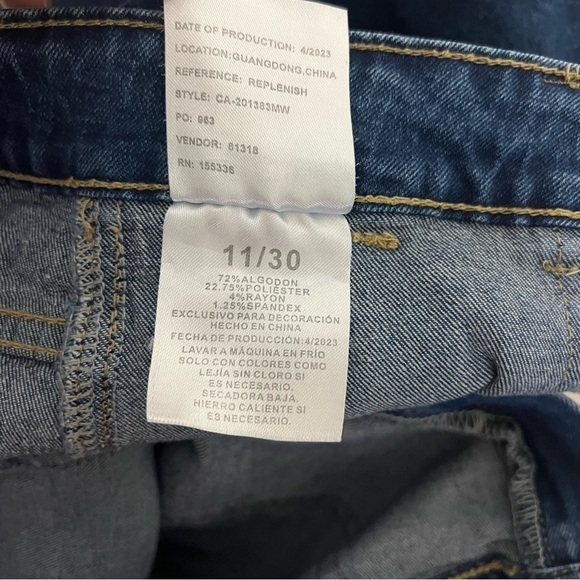 DATE OF PRODUCTION: 4/2023
LOCATION:GUANGDONG,CHINA
REFERENCE: REPLENISH
STYLE: CA-201383MW
PO: 963
VENDOR: 61318
RN: 155336
11/30
72%ALGODON
22.75%POLIÉSTER
4%RAYON
1.25%SPANDEX
EXCLUSIVO PARA DECORACIÓN
HECHO EN CHINA
FECHA DE PRODUCCIÓN:4/2023
LAVAR A MÁQUINA EN FRÍO
SOLO CON COLORES COMO
LEJÍA SIN CLORO SI
ES NECESARIO.
SECADORA BAJA,
HIERRO CALIENTE SI
ES NECESARIO.